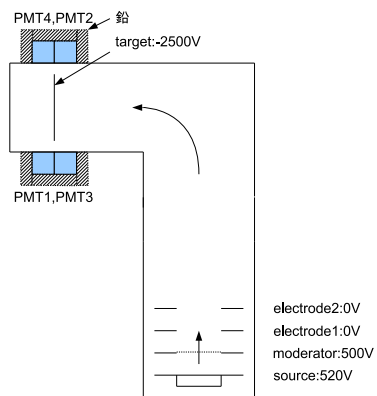 PMT4,PMT2
鉛
target:-2500V
PMT1,PMT3
electrode2:0V
electrode1:0V
moderator:500V
source:520V